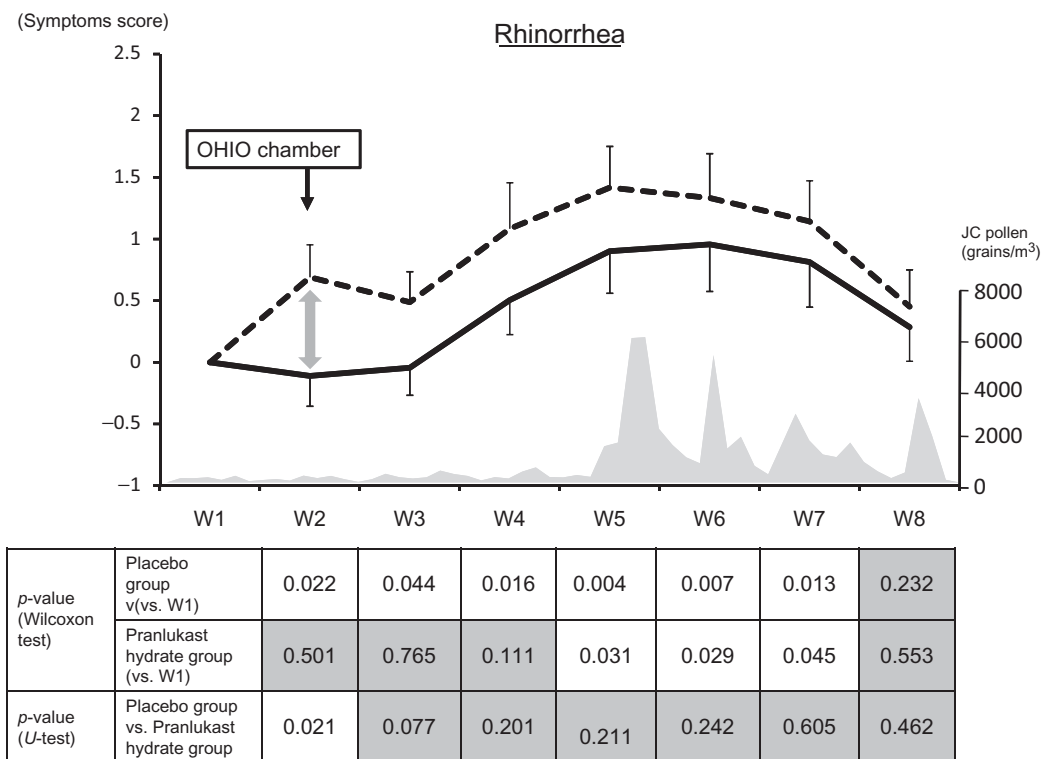 (Symptoms score)
Rhinorrhea
2.5
2
1.5
1
0.5
0
−0.5
−1
OHIO chamber
JC pollen
(grains/m³)
8000
6000
4000
2000
0
W1 W2 W3 W4 W5 W6 W7 W8
p-value
(Wilcoxon
test)
Placebo
group
v(vs. W1)
0.022 0.044 0.016 0.004 0.007 0.013 0.232
Pranlukast
hydrate group
(vs. W1)
0.501 0.765 0.111 0.031 0.029 0.045 0.553
p-value
(U-test)
Placebo group
vs. Pranlukast
hydrate group
0.021 0.077 0.201 0.211 0.242 0.605 0.462